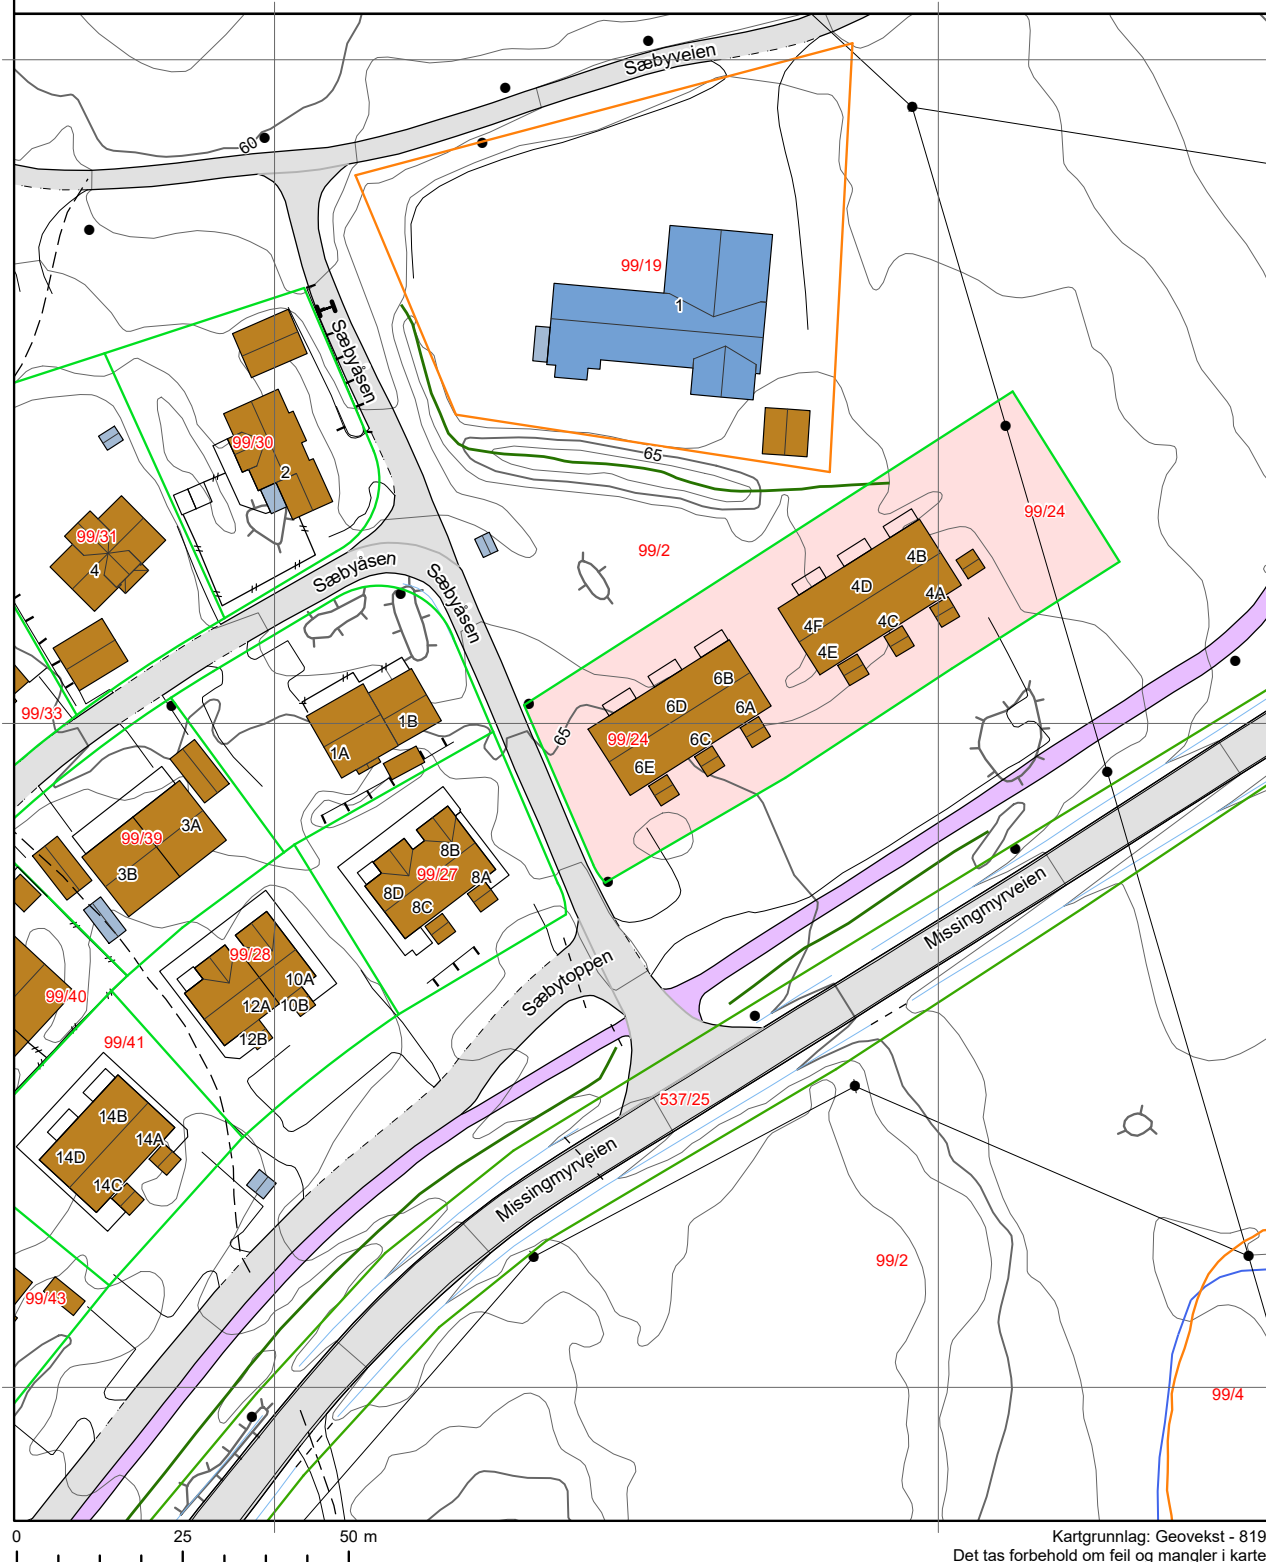 Sæbyveien
60
99/19
1
Sæbyåsen
99/30
2
65
99/24
99/31
4
99/2
Sæbyåsen
Sæbyåsen
4B
4D
4A
4F
4C
4E
6B
6D
6A
99/33
1B
65
99/24
6C
1A
6E
3A
99/39
8B
3B
99/27
8A
8D
8C
Missingmyrveien
99/28
Sæbytoppen
10A
99/40
12A
10B
99/41
12B
537/25
14B
14A
14D
14C
Missingmyrveien
99/2
99/43
99/4
0 25 50 m
Kartgrunnlag: Geovekst - 819
Det tas forbehold om feil og mangler i karte